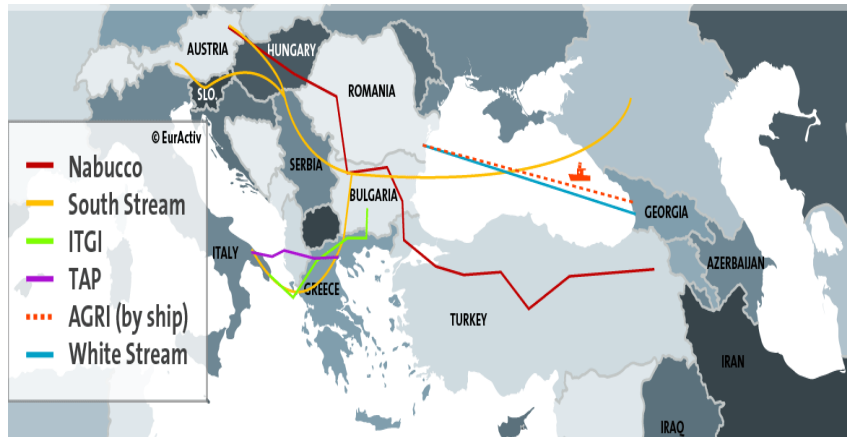 AUSTRIA
HUNGARY
ROMANIA
SLO.
© EurActiv
SERBIA
BULGARIA
ITALY
GREECE
TURKEY
GEORGIA
AZERBAIJAN
IRAN
IRAQ
Nabucco
South Stream
ITGI
TAP
AGRI (by ship)
White Stream